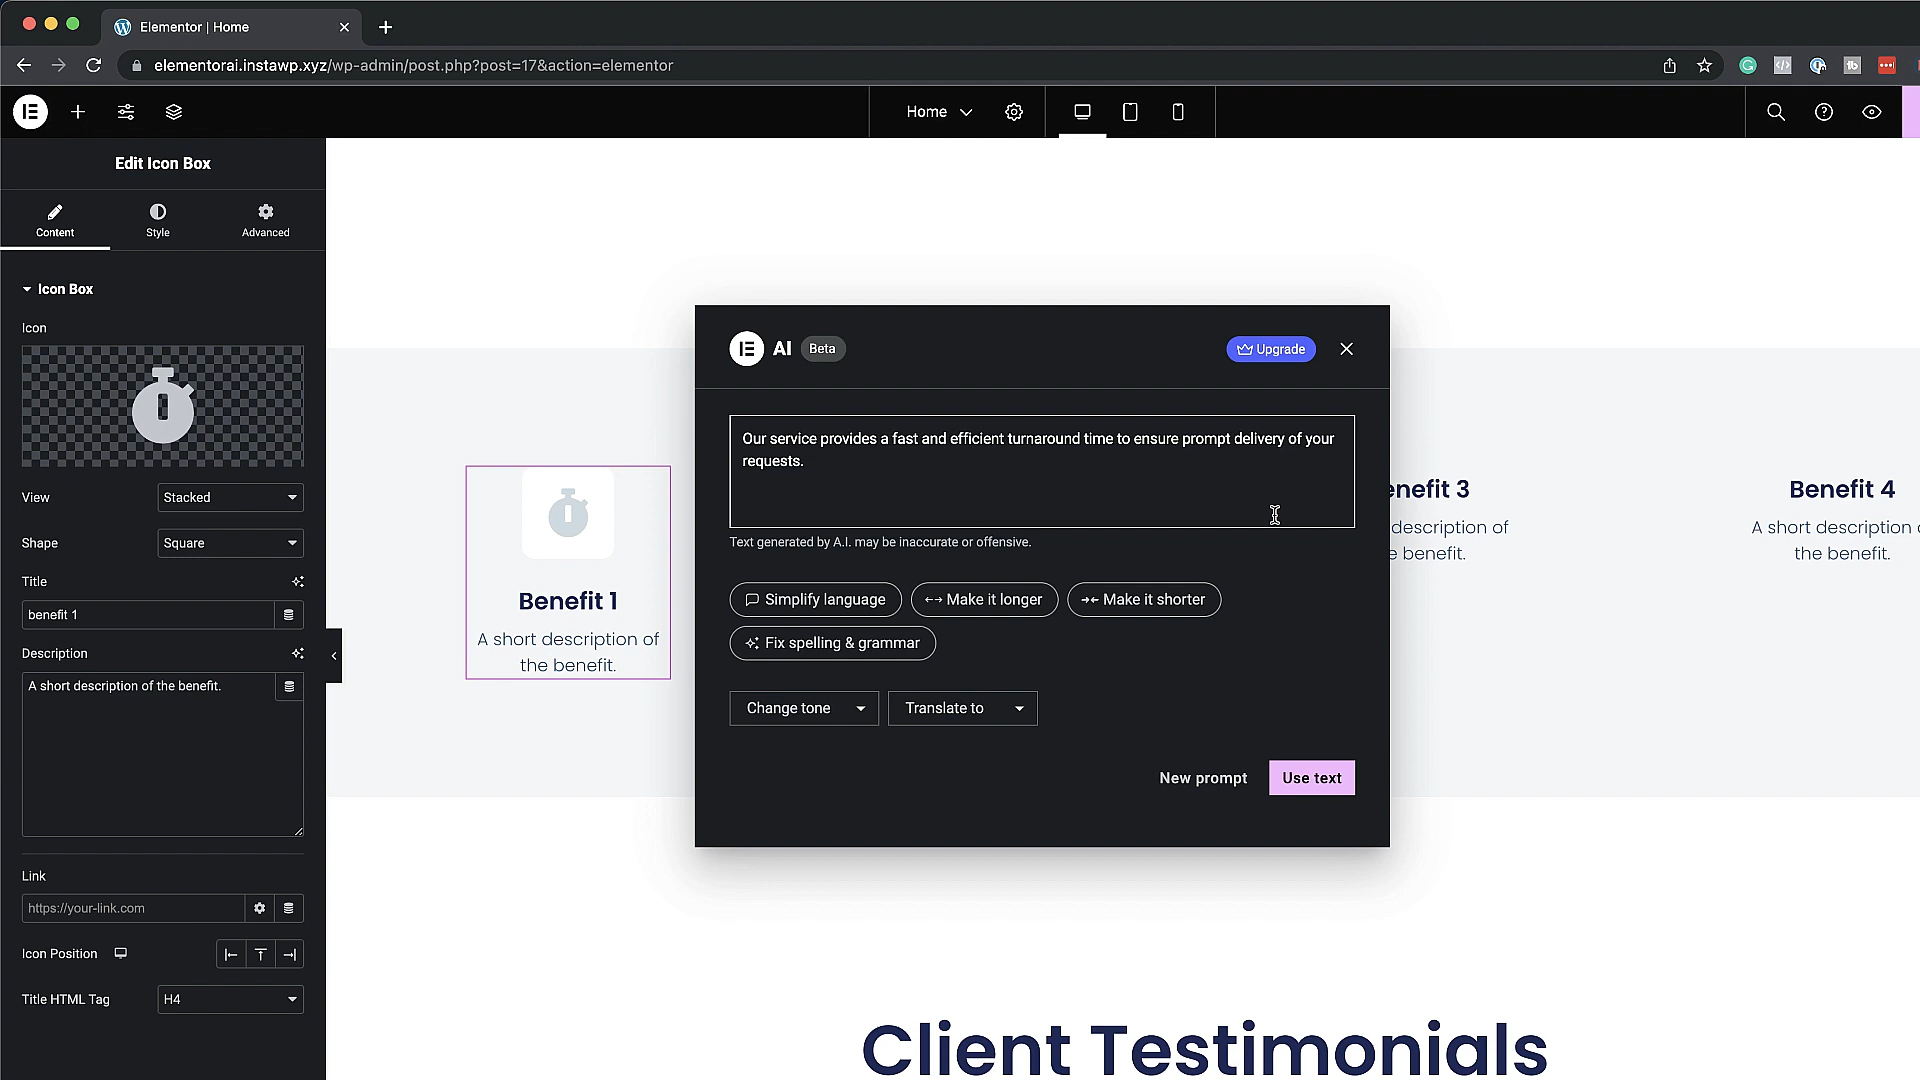 Elementor | Home
elementorai.instawp.xyz/wp-admin/post.php?post=17&action=elementor
Home
Edit Icon Box
Content
Style
Advanced
Icon Box
Icon
View
Stacked
Shape
Square
Title
benefit 1
Description
A short description of the benefit.
Link
https://your-link.com
Icon Position
Title HTML Tag
H4
Benefit 1
A short description of
the benefit.
AI
Beta
Upgrade
Our service provides a fast and efficient turnaround time to ensure prompt delivery of your
requests.
Text generated by A.I. may be inaccurate or offensive.
Simplify language
Make it longer
Make it shorter
Fix spelling & grammar
Change tone
Translate to
New prompt
Use text
enefit 3
description of
e benefit.
Benefit 4
A short description
the benefit.
Client Testimonials